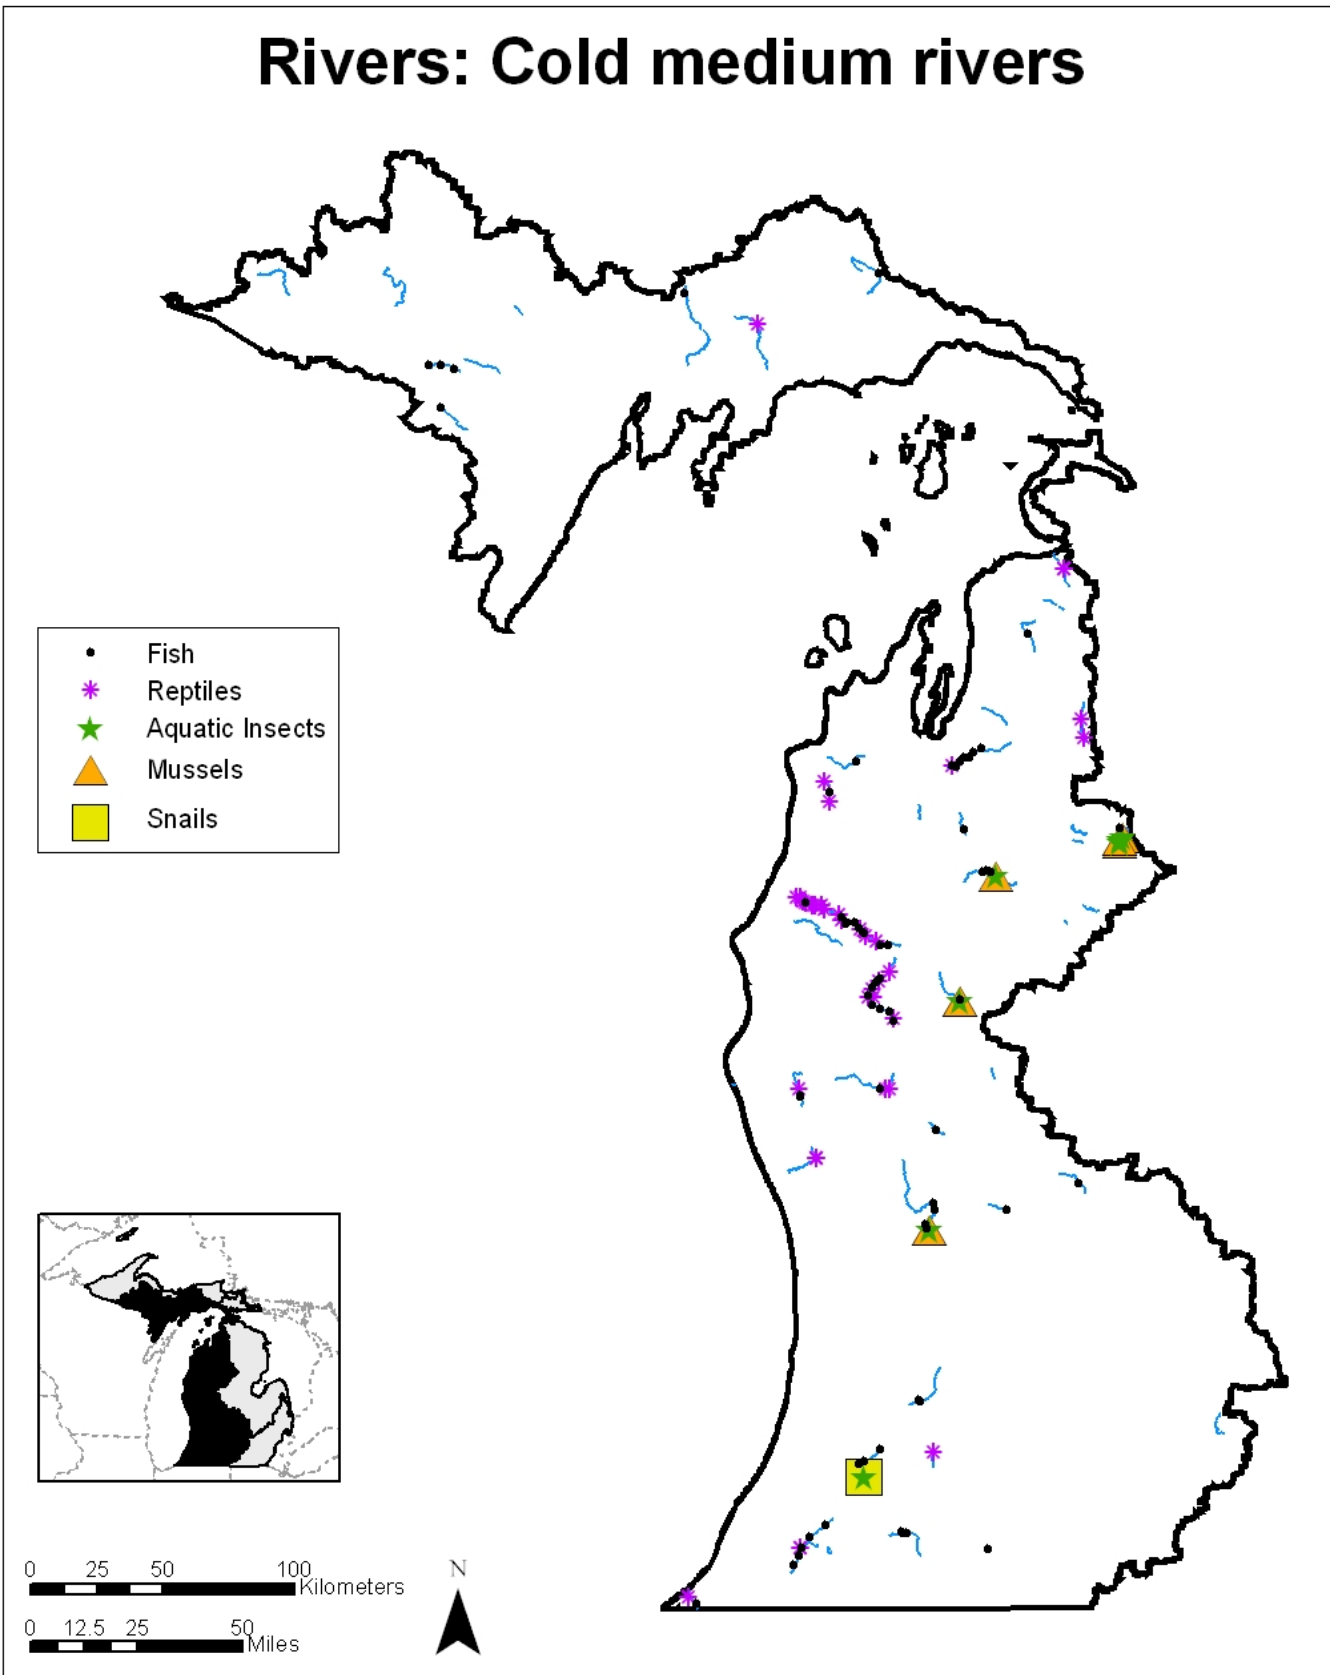 Rivers: Cold medium rivers
Fish
Reptiles
Aquatic Insects
Mussels
Snails
0 25 50 100
Kilometers
0 12.5 25 50
Miles
N